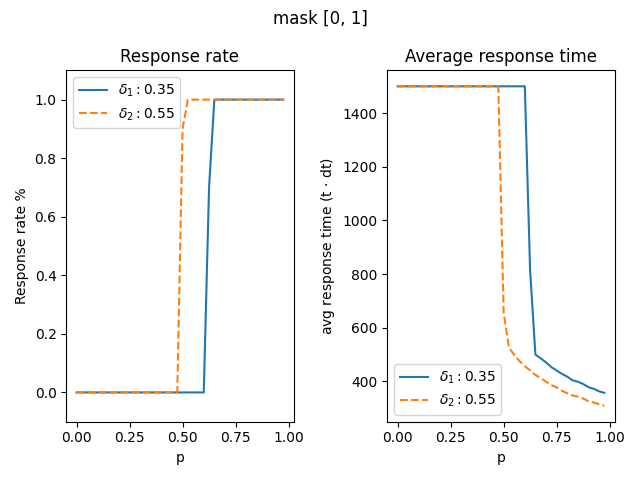 mask [0, 1]
Response rate
Response rate %
1.0
0.8
0.6
0.4
0.2
0.0
δ₁ : 0.35
δ₂ : 0.55
0.00 0.25 0.50 0.75 1.00
p
Average response time
avg response time (t · dt)
1400
1200
1000
800
600
400
δ₁ : 0.35
δ₂ : 0.55
0.00 0.25 0.50 0.75 1.00
p